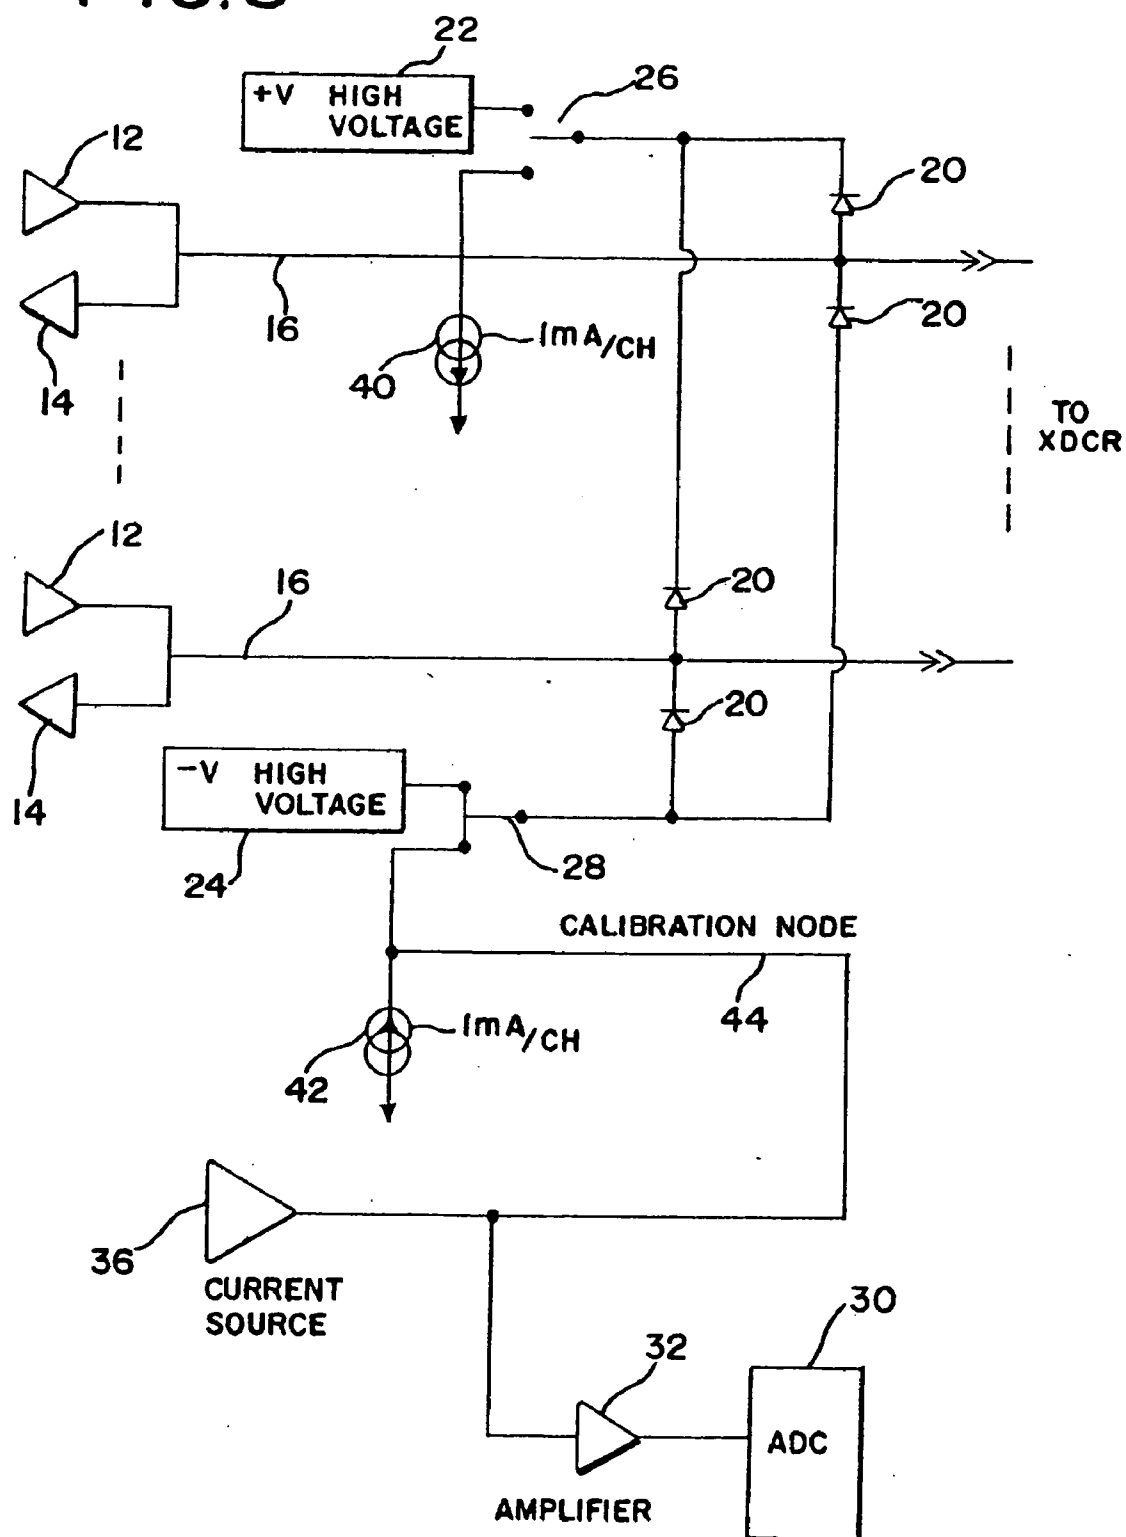 22
+V HIGH
VOLTAGE
26
12
20
16
20
14
40
1mA/CH
TO
XDCR
12
16
20
20
14
-V HIGH
VOLTAGE
24
28
CALIBRATION NODE
44
1mA/CH
42
36
CURRENT
SOURCE
30
32
ADC
AMPLIFIER